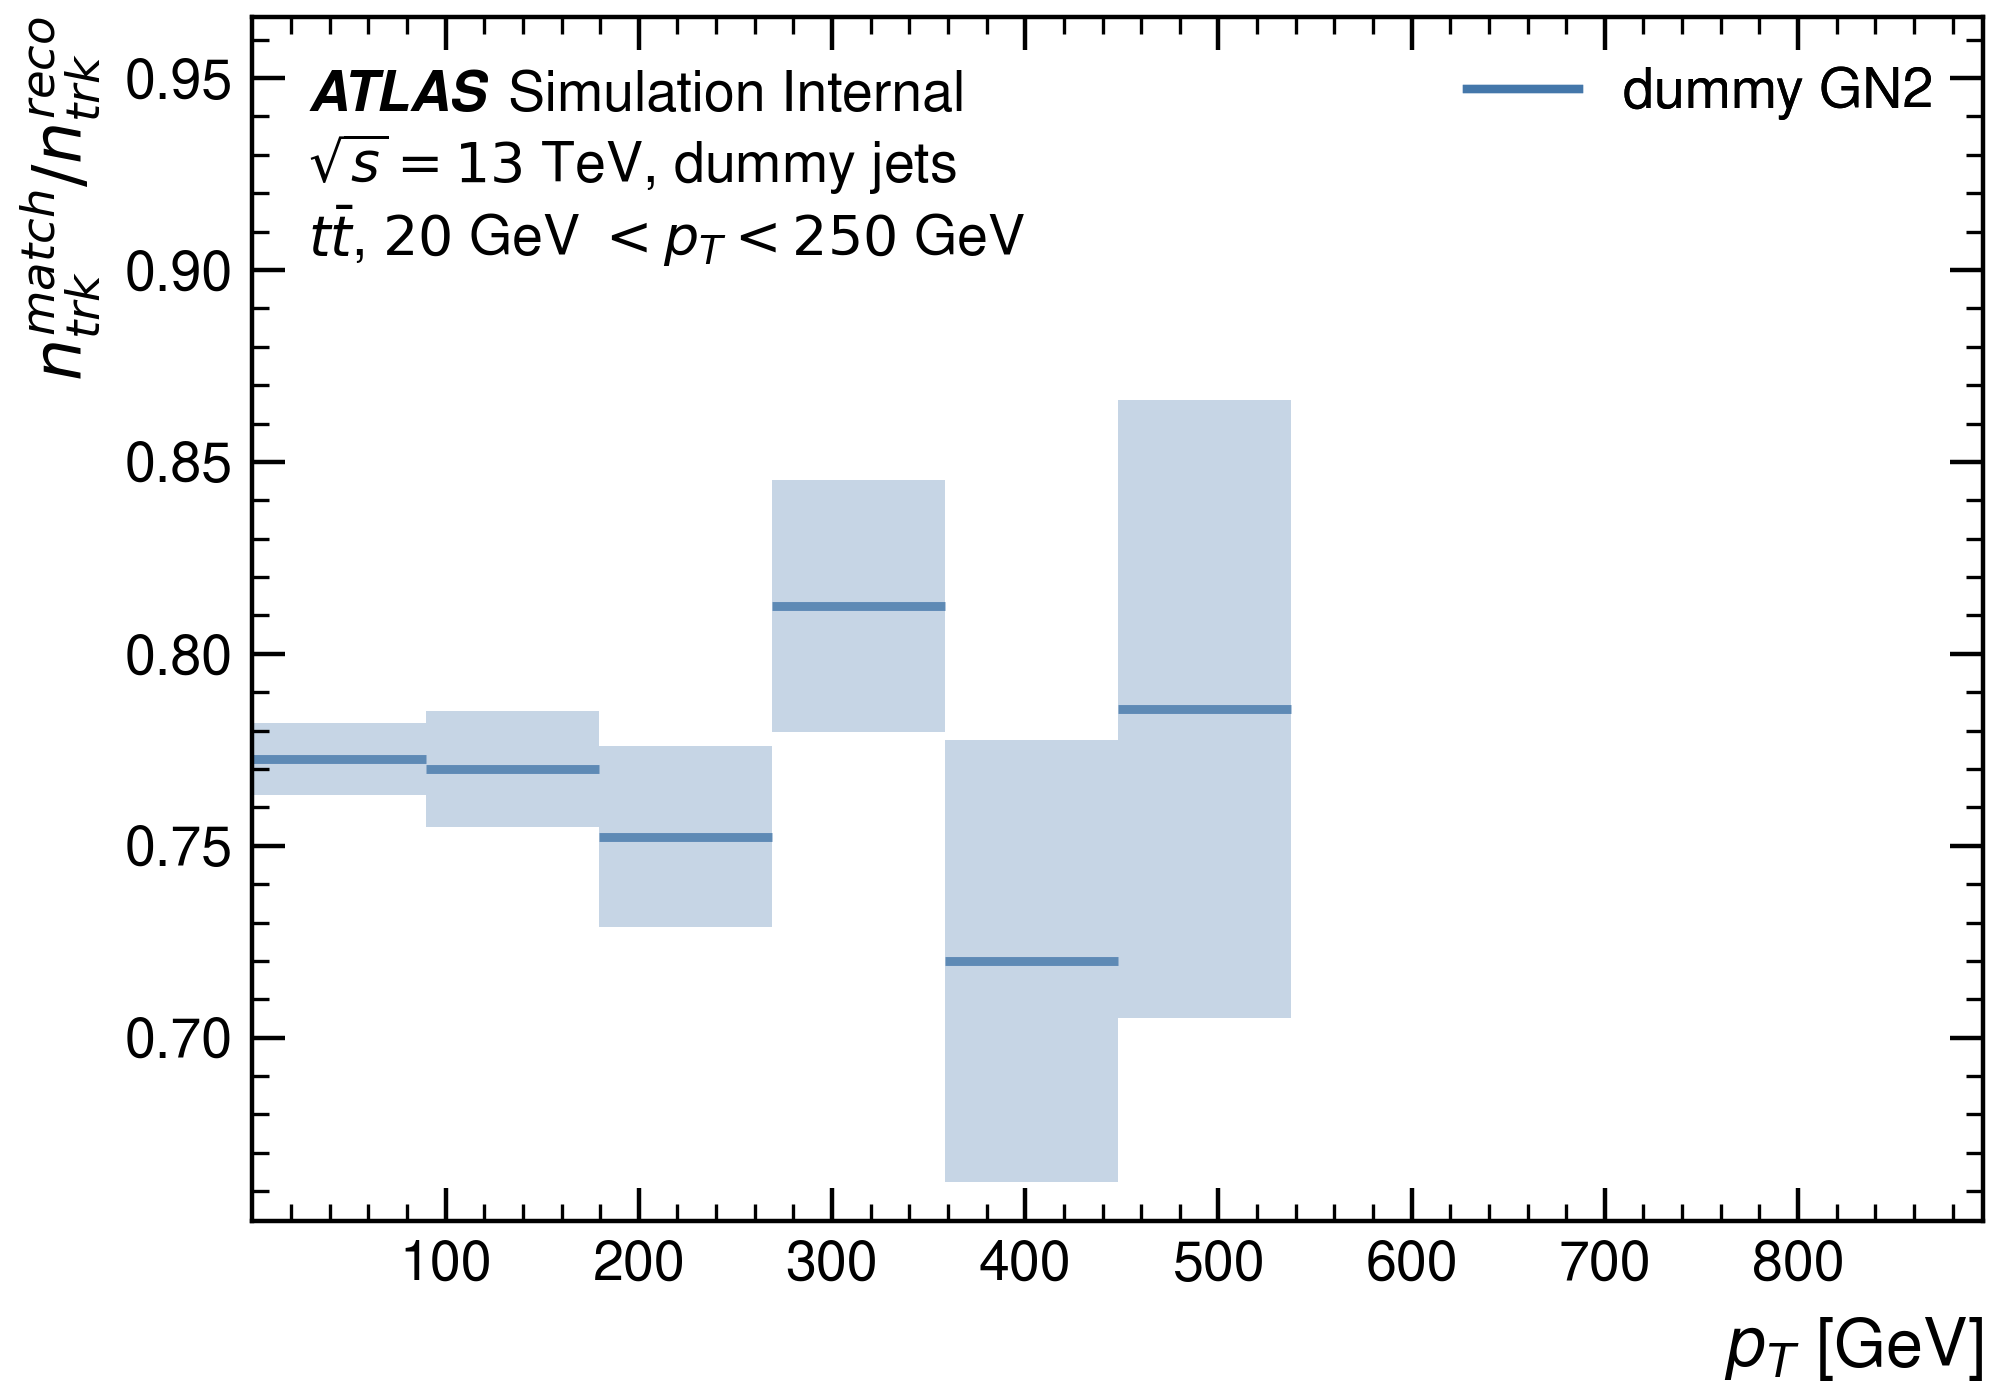 ATLAS Simulation Internal
√s = 13 TeV, dummy jets
tt̄, 20 GeV < p_T < 250 GeV
dummy GN2
n_trk^match/n_trk^reco
0.95
0.90
0.85
0.80
0.75
0.70
100 200 300 400 500 600 700 800
p_T [GeV]